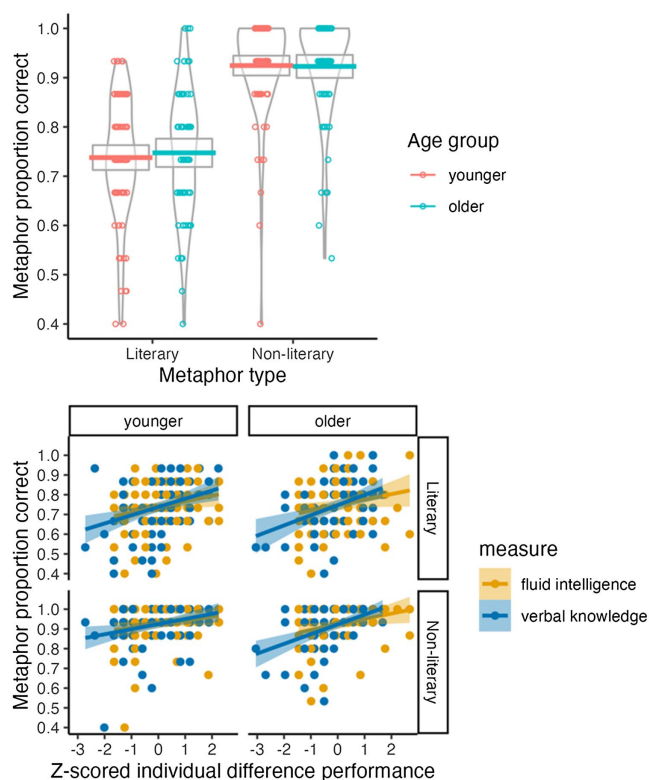 1.0
0.9
0.8
0.7
0.6
0.5
0.4
Metaphor proportion correct
Literary
Non-literary
Metaphor type
Age group
younger
older
younger
older
1.0
0.9
0.8
0.7
0.6
0.5
0.4
Literary
1.0
0.9
0.8
0.7
0.6
0.5
0.4
Non-literary
Metaphor proportion correct
-3 -2 -1 0 1 2
-3 -2 -1 0 1 2
Z-scored individual difference performance
measure
fluid intelligence
verbal knowledge